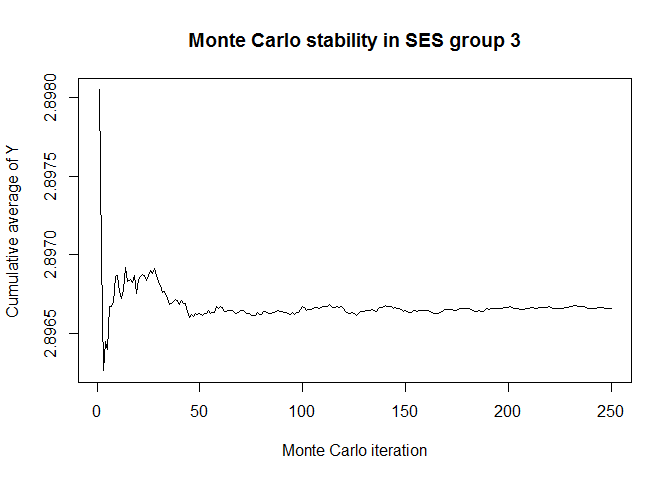 Monte Carlo stability in SES group 3
Cumulative average of Y
2.8980
2.8975
2.8970
2.8965
0 50 100 150 200 250
Monte Carlo iteration